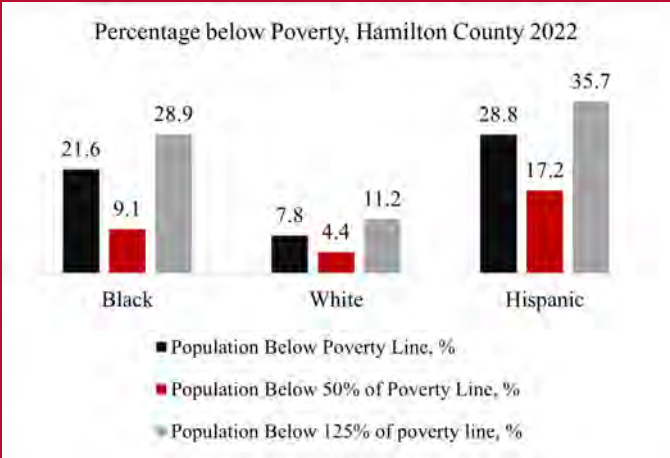 Percentage below Poverty, Hamilton County 2022
21.6
9.1
28.9
7.8
4.4
11.2
28.8
17.2
35.7
Black
White
Hispanic
Population Below Poverty Line, %
Population Below 50% of Poverty Line, %
Population Below 125% of poverty line, %